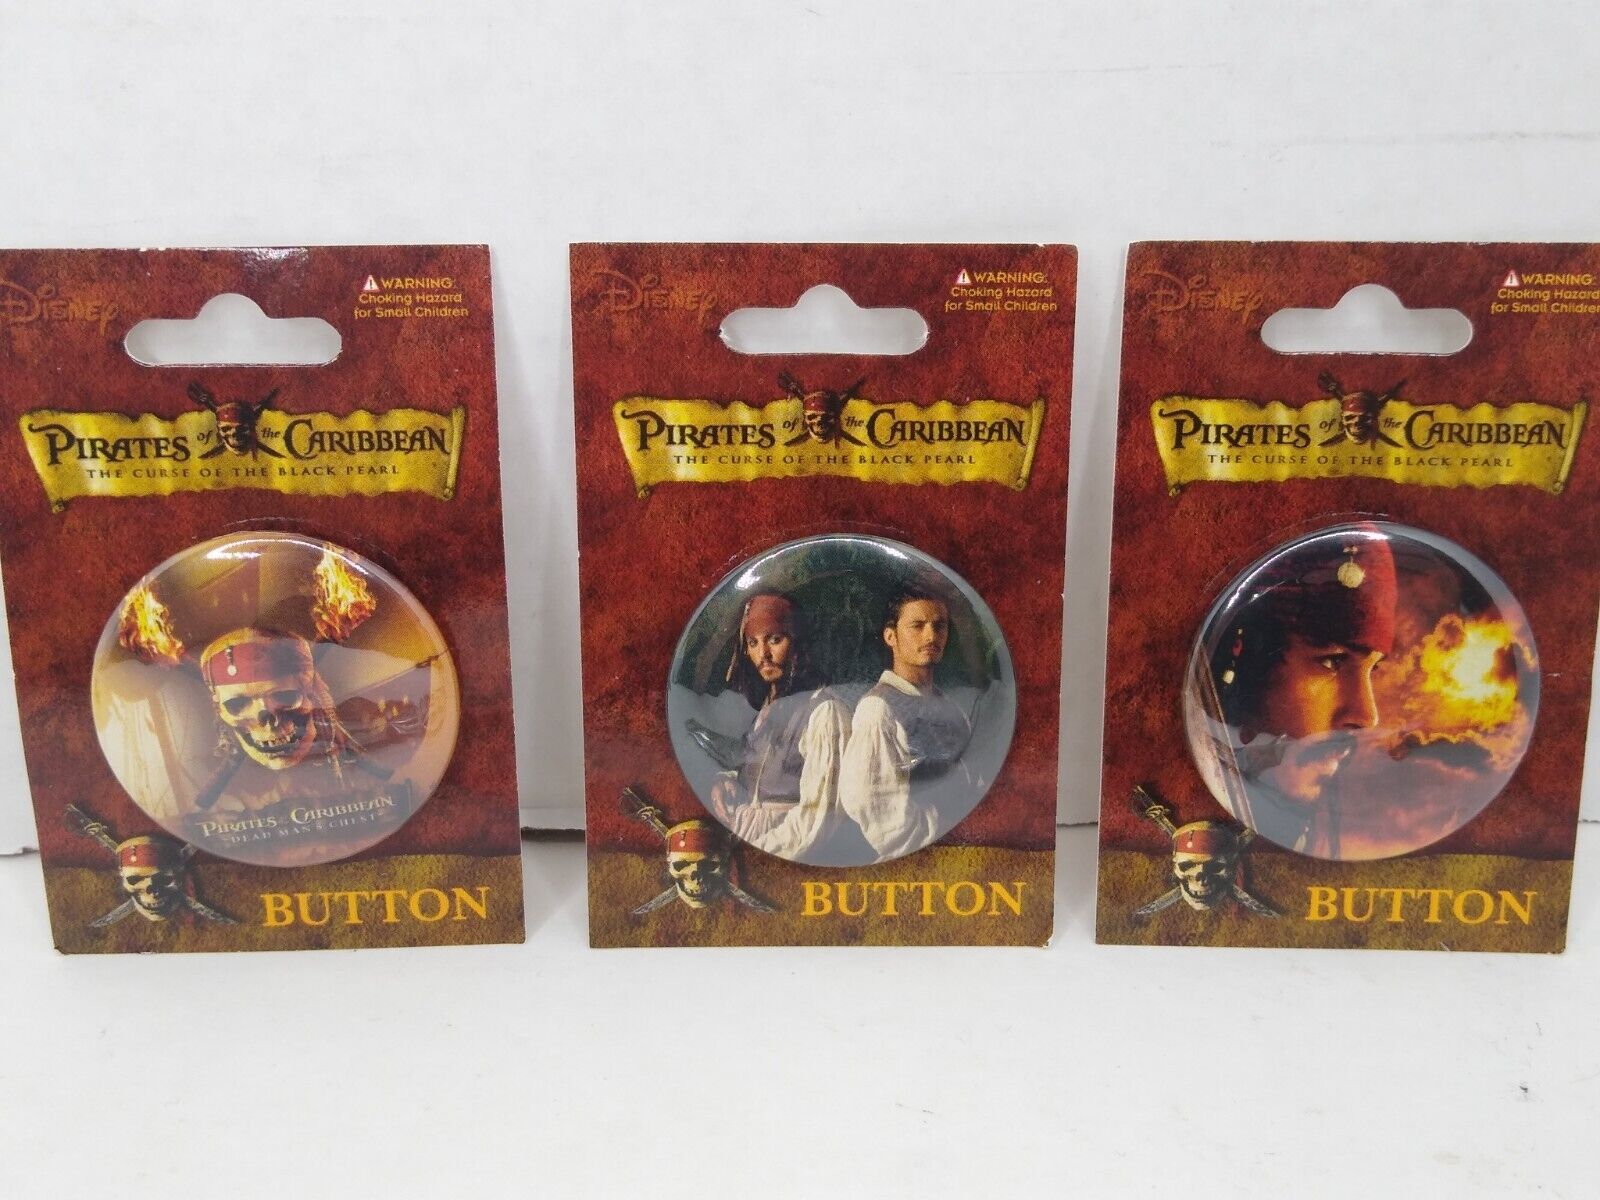 Disney
WARNING:
Choking Hazard
for Small Children
PIRATES of the CARIBBEAN
THE CURSE OF THE BLACK PEARL
PIRATES of the CARIBBEAN
DEAD MAN'S CHEST
BUTTON
Disney
WARNING:
Choking Hazard
for Small Children
PIRATES of the CARIBBEAN
THE CURSE OF THE BLACK PEARL
BUTTON
Disney
WARNING:
Choking Hazard
for Small Children
PIRATES of the CARIBBEAN
THE CURSE OF THE BLACK PEARL
BUTTON